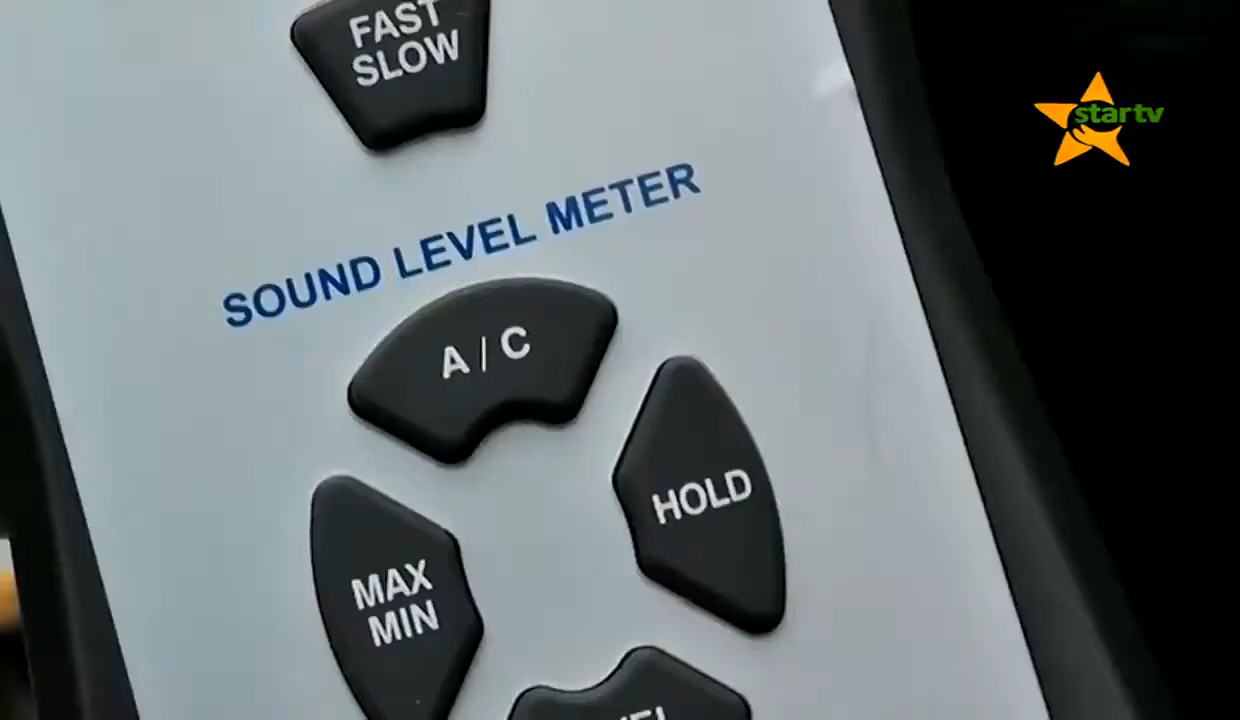 FAST
SLOW
startv
SOUND LEVEL METER
A / C
HOLD
MAX
MIN